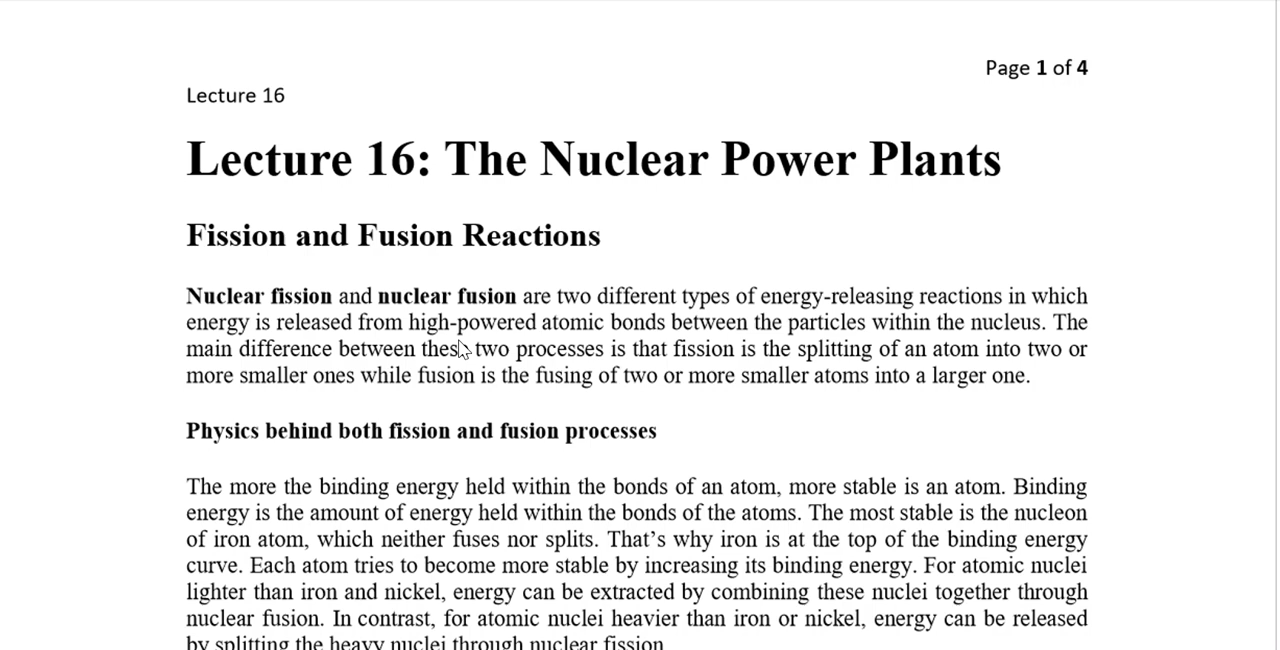 Page 1 of 4
Lecture 16
Lecture 16: The Nuclear Power Plants
Fission and Fusion Reactions
Nuclear fission and nuclear fusion are two different types of energy-releasing reactions in which
energy is released from high-powered atomic bonds between the particles within the nucleus. The
main difference between these two processes is that fission is the splitting of an atom into two or
more smaller ones while fusion is the fusing of two or more smaller atoms into a larger one.
Physics behind both fission and fusion processes
The more the binding energy held within the bonds of an atom, more stable is an atom. Binding
energy is the amount of energy held within the bonds of the atoms. The most stable is the nucleon
of iron atom, which neither fuses nor splits. That’s why iron is at the top of the binding energy
curve. Each atom tries to become more stable by increasing its binding energy. For atomic nuclei
lighter than iron and nickel, energy can be extracted by combining these nuclei together through
nuclear fusion. In contrast, for atomic nuclei heavier than iron or nickel, energy can be released
by splitting the heavy nuclei through nuclear fission